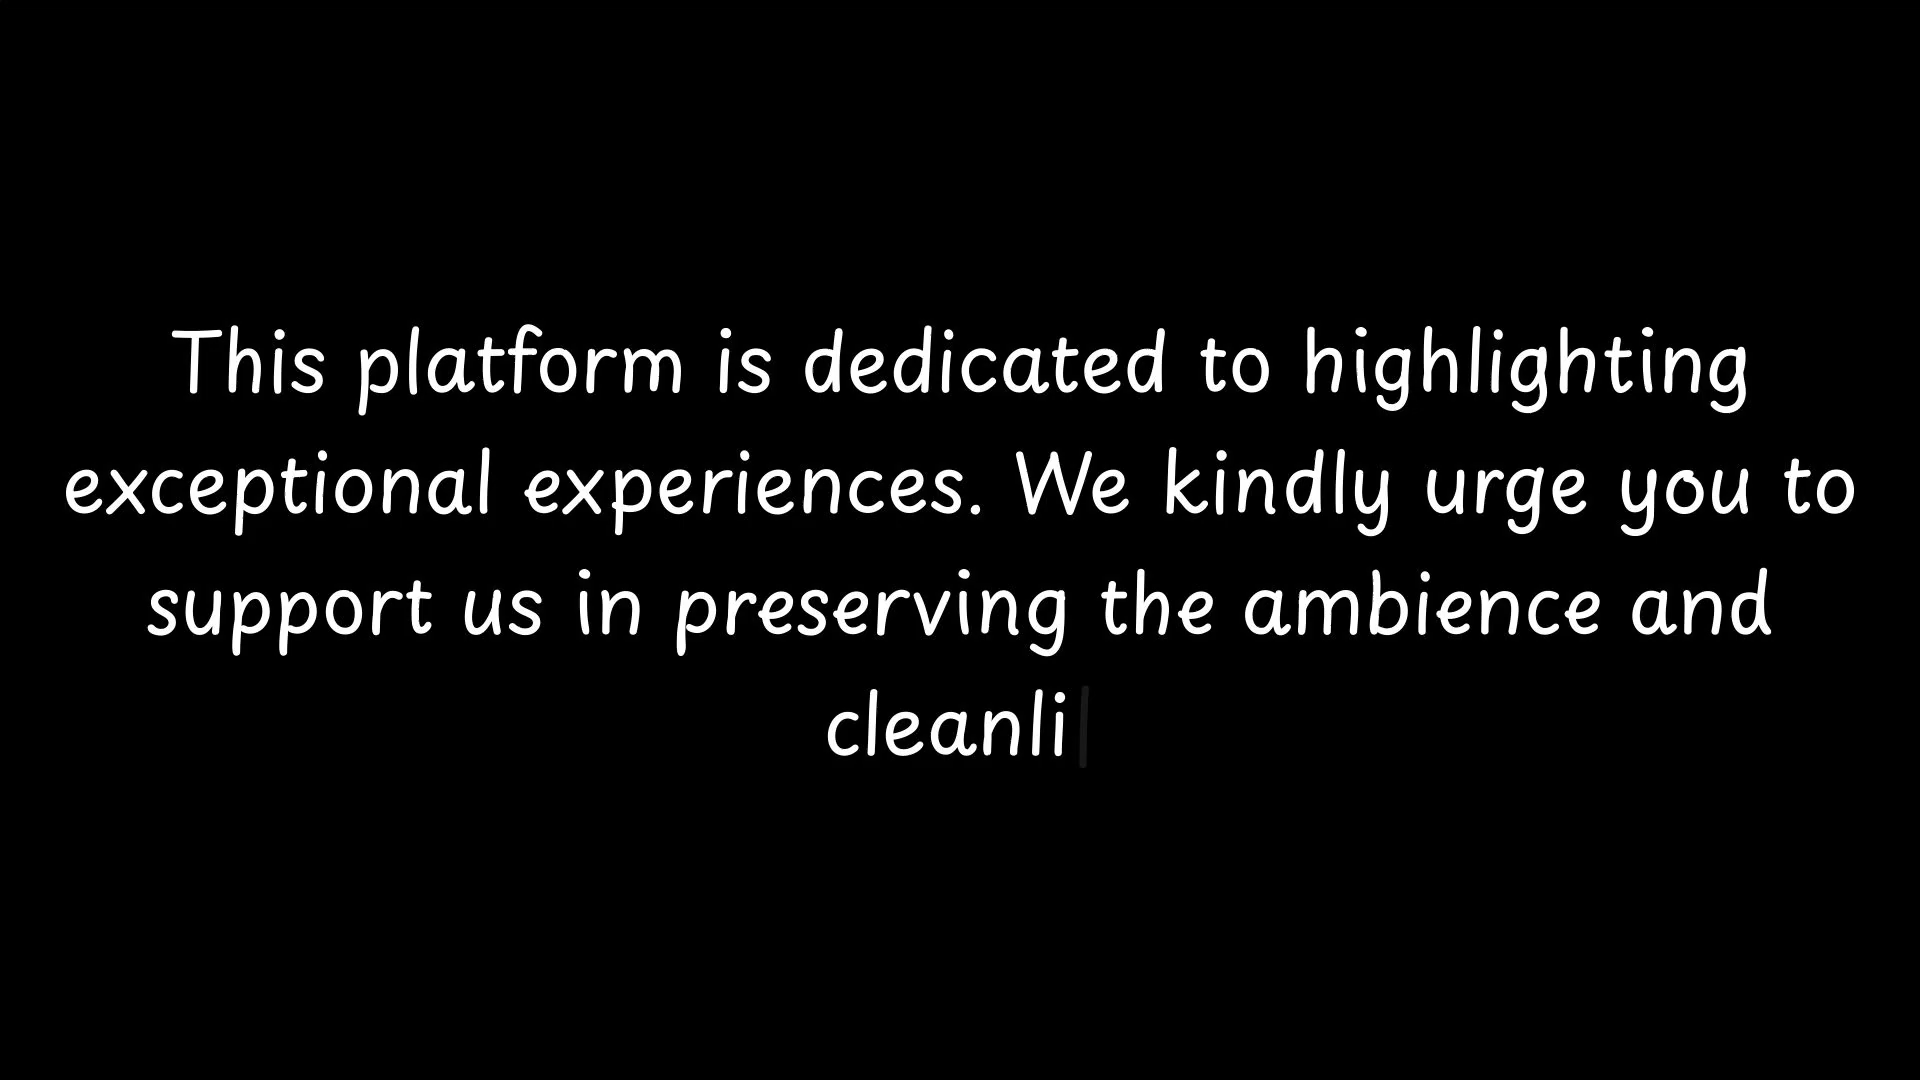 This platform is dedicated to highlighting
exceptional experiences. We kindly urge you to
support us in preserving the ambience and
cleanli